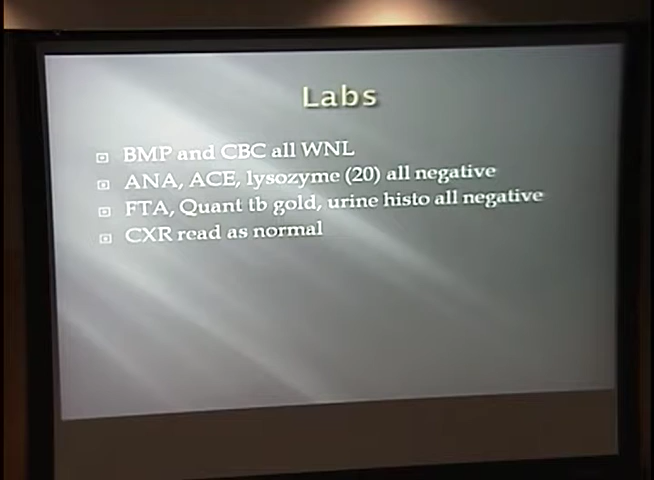 Labs
BMP and CBC all WNL
ANA, ACE, lysozyme (20) all negative
FTA, Quant tb gold, urine histo all negative
CXR read as normal